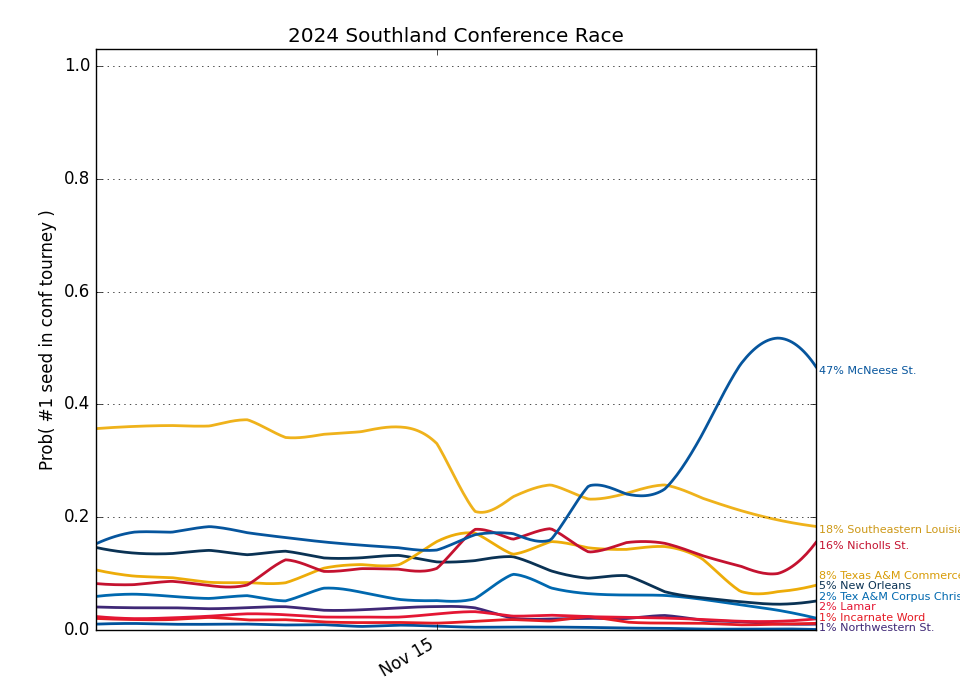 2024 Southland Conference Race
Prob( #1 seed in conf tourney )
1.0
0.8
0.6
0.4
0.2
0.0
Nov 15
47% McNeese St.
18% Southeastern Louisia
16% Nicholls St.
8% Texas A&M Commerce
5% New Orleans
2% Tex A&M Corpus Chris
2% Lamar
1% Incarnate Word
1% Northwestern St.